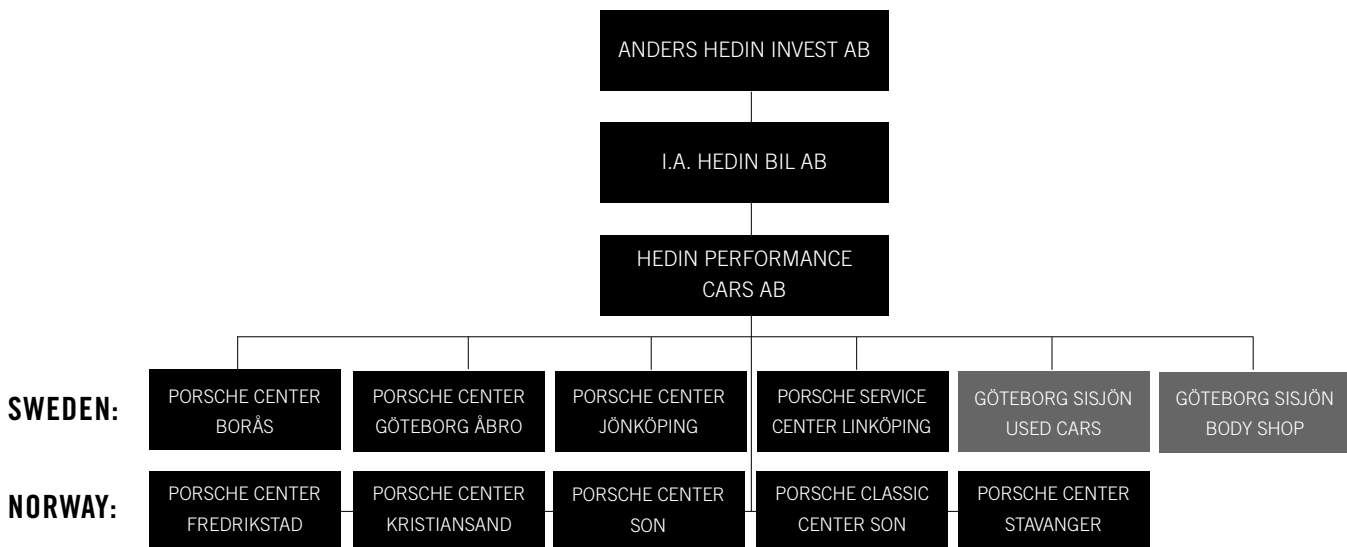 ANDERS HEDIN INVEST AB
I.A. HEDIN BIL AB
HEDIN PERFORMANCE
CARS AB
SWEDEN:
PORSCHE CENTER
BORÅS
PORSCHE CENTER
GÖTEBORG ÅBRO
PORSCHE CENTER
JÖNKÖPING
PORSCHE SERVICE
CENTER LINKÖPING
GÖTEBORG SISJÖN
USED CARS
GÖTEBORG SISJÖN
BODY SHOP
NORWAY:
PORSCHE CENTER
FREDRIKSTAD
PORSCHE CENTER
KRISTIANSAND
PORSCHE CENTER
SON
PORSCHE CLASSIC
CENTER SON
PORSCHE CENTER
STAVANGER